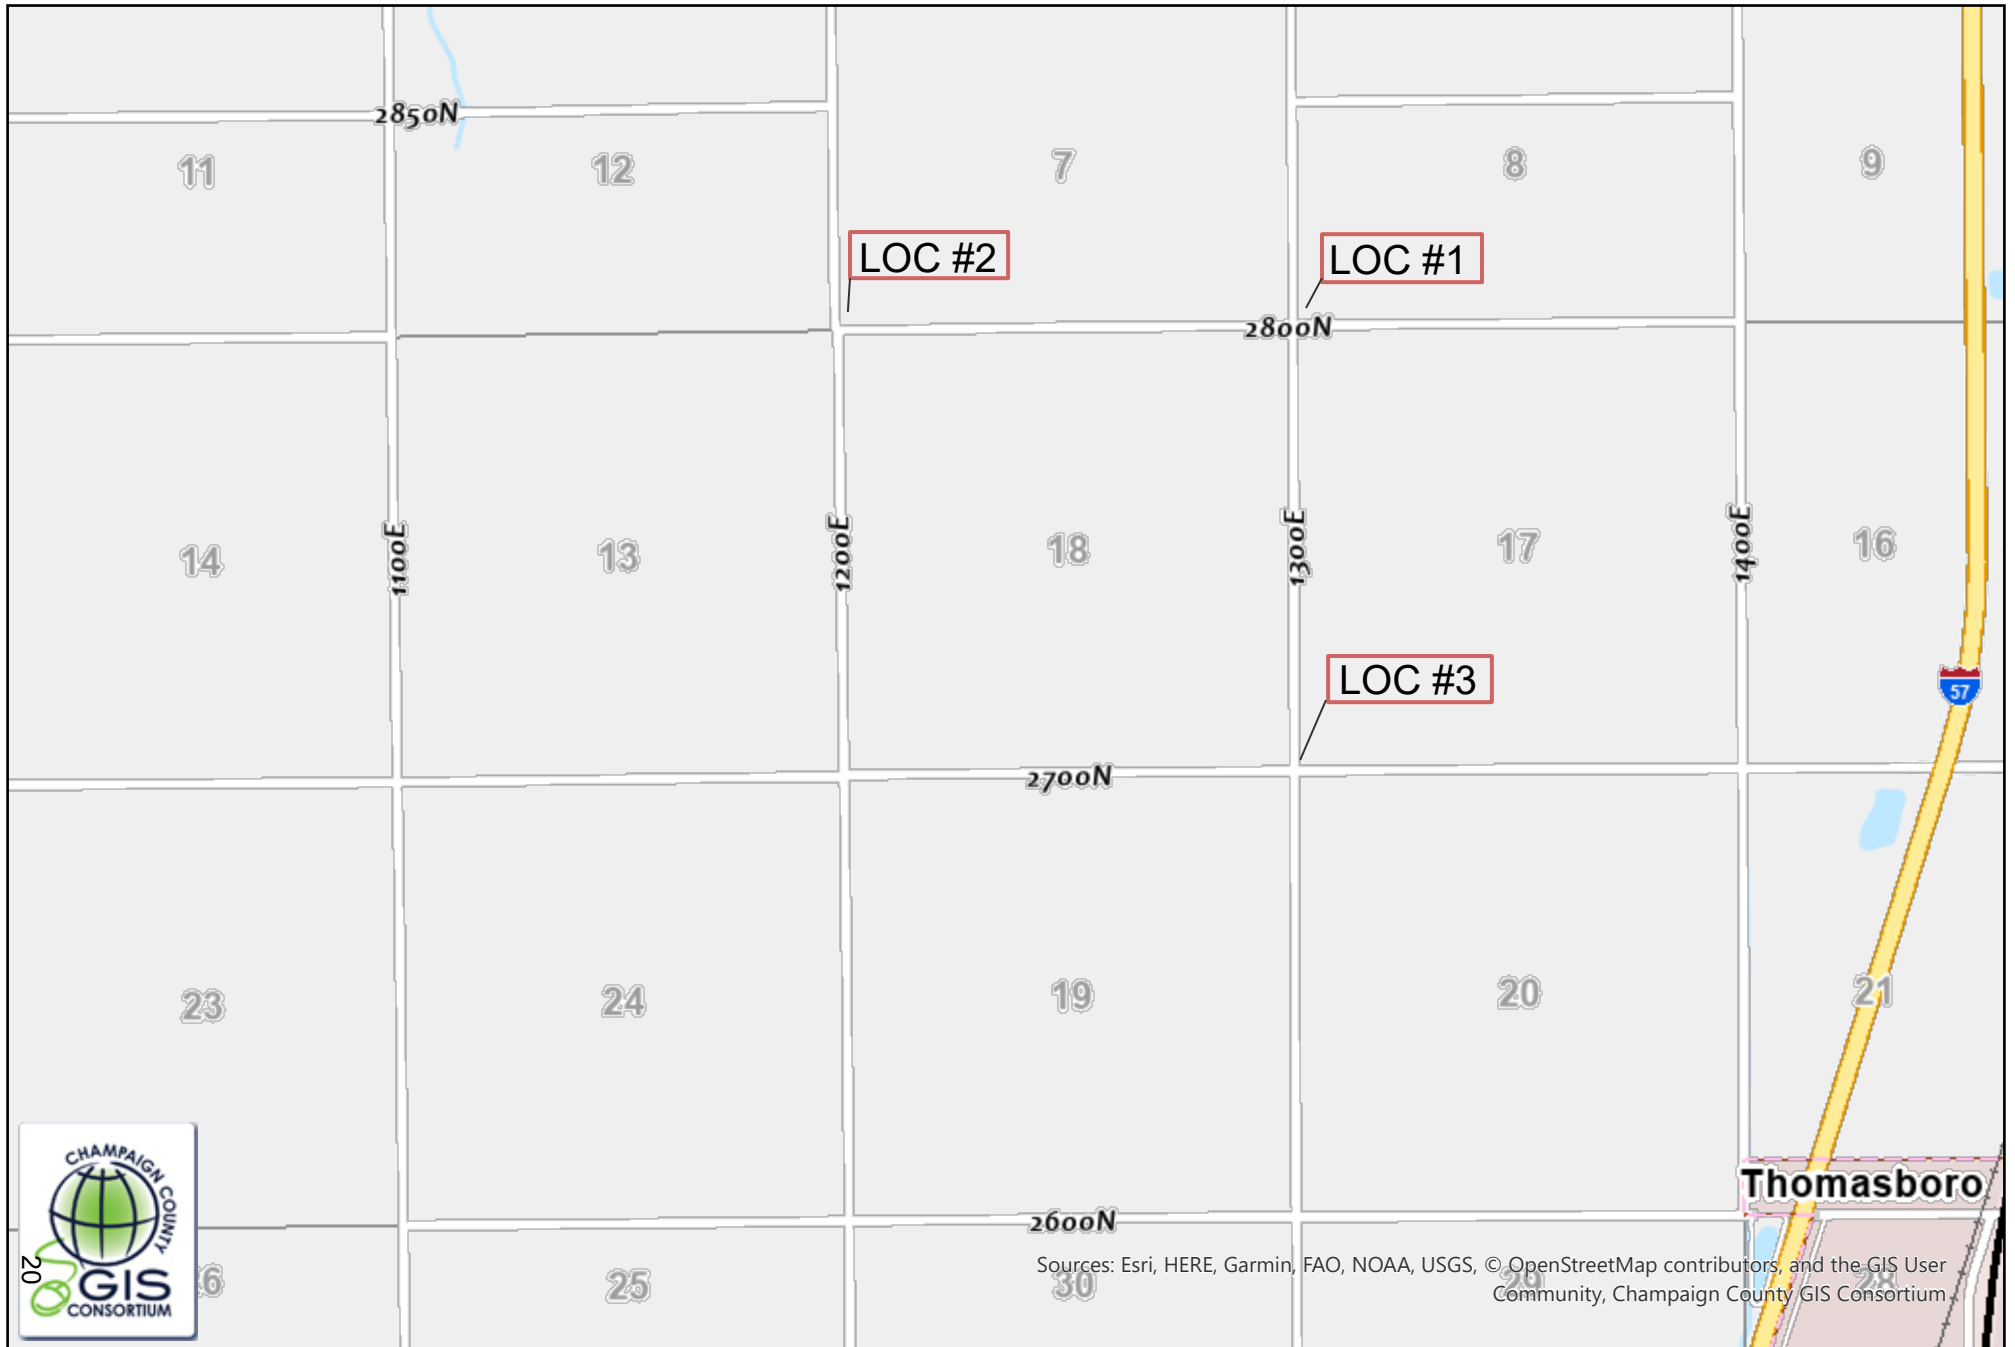 2850N
11
12
7
8
9
LOC #2
LOC #1
2800N
1100E
1200E
1300E
1400E
14
13
18
17
16
LOC #3
57
2700N
23
24
19
20
21
CHAMPAIGN COUNTY
GIS
CONSORTIUM
20
Thomasboro
2600N
25
30
29
28
Sources: Esri, HERE, Garmin, FAO, NOAA, USGS, © OpenStreetMap contributors, and the GIS User
Community, Champaign County GIS Consortium